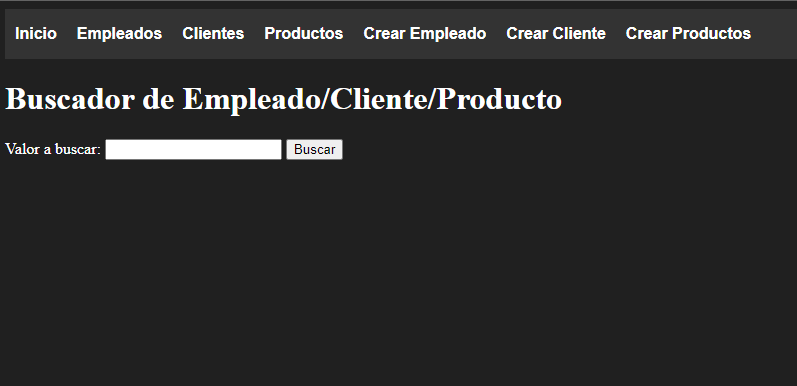 Inicio Empleados Clientes Productos Crear Empleado Crear Cliente Crear Productos
Buscador de Empleado/Cliente/Producto
Valor a buscar: Buscar